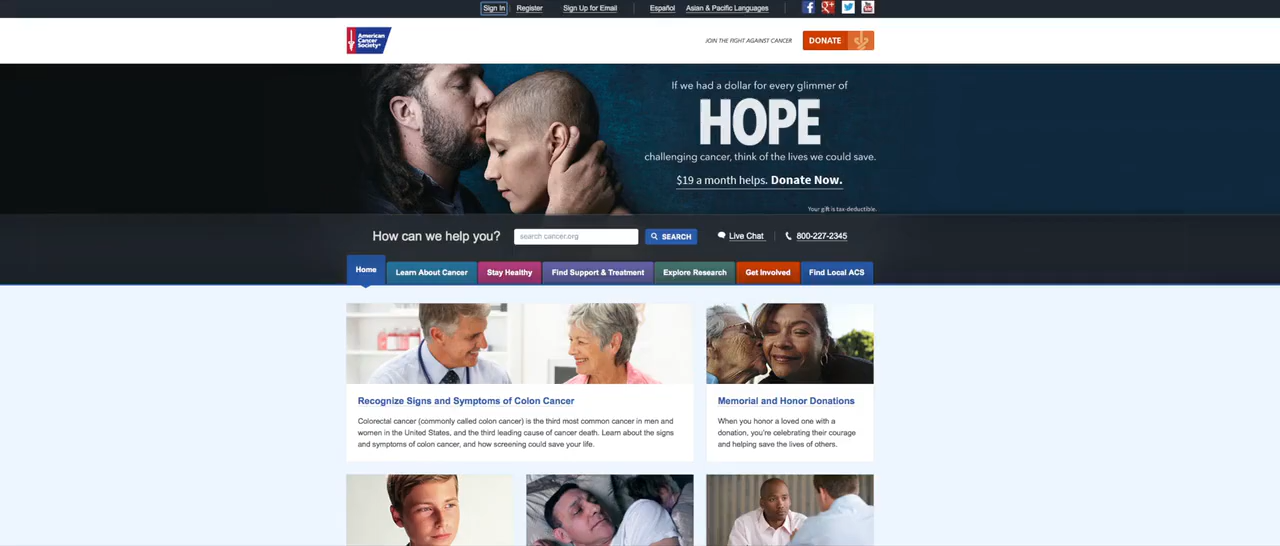 Sign In Register Sign Up for Email Español Asian & Pacific Languages
American
Cancer
Society®
JOIN THE FIGHT AGAINST CANCER DONATE
If we had a dollar for every glimmer of
HOPE
challenging cancer, think of the lives we could save.
$19 a month helps. Donate Now.
Your gift is tax-deductible.
How can we help you? search cancer.org SEARCH Live Chat 800-227-2345
Home Learn About Cancer Stay Healthy Find Support & Treatment Explore Research Get Involved Find Local ACS
Recognize Signs and Symptoms of Colon Cancer
Colorectal cancer (commonly called colon cancer) is the third most common cancer in men and
women in the United States, and the third leading cause of cancer death. Learn about the signs
and symptoms of colon cancer, and how screening could save your life.
Memorial and Honor Donations
When you honor a loved one with a
donation, you're celebrating their courage
and helping save the lives of others.